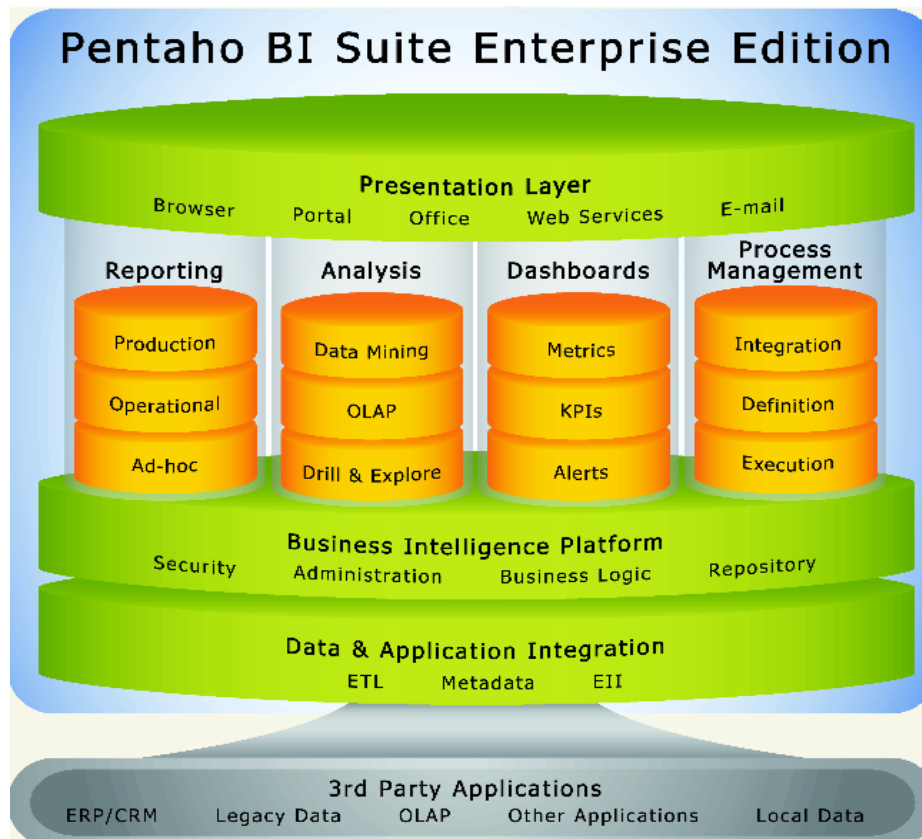 Pentaho BI Suite Enterprise Edition
Presentation Layer
Browser Portal Office Web Services E-mail
Reporting Analysis Dashboards Process Management
Production Data Mining Metrics Integration
Operational OLAP KPIs Definition
Ad-hoc Drill & Explore Alerts Execution
Business Intelligence Platform
Security Administration Business Logic Repository
Data & Application Integration
ETL Metadata EII
3rd Party Applications
ERP/CRM Legacy Data OLAP Other Applications Local Data